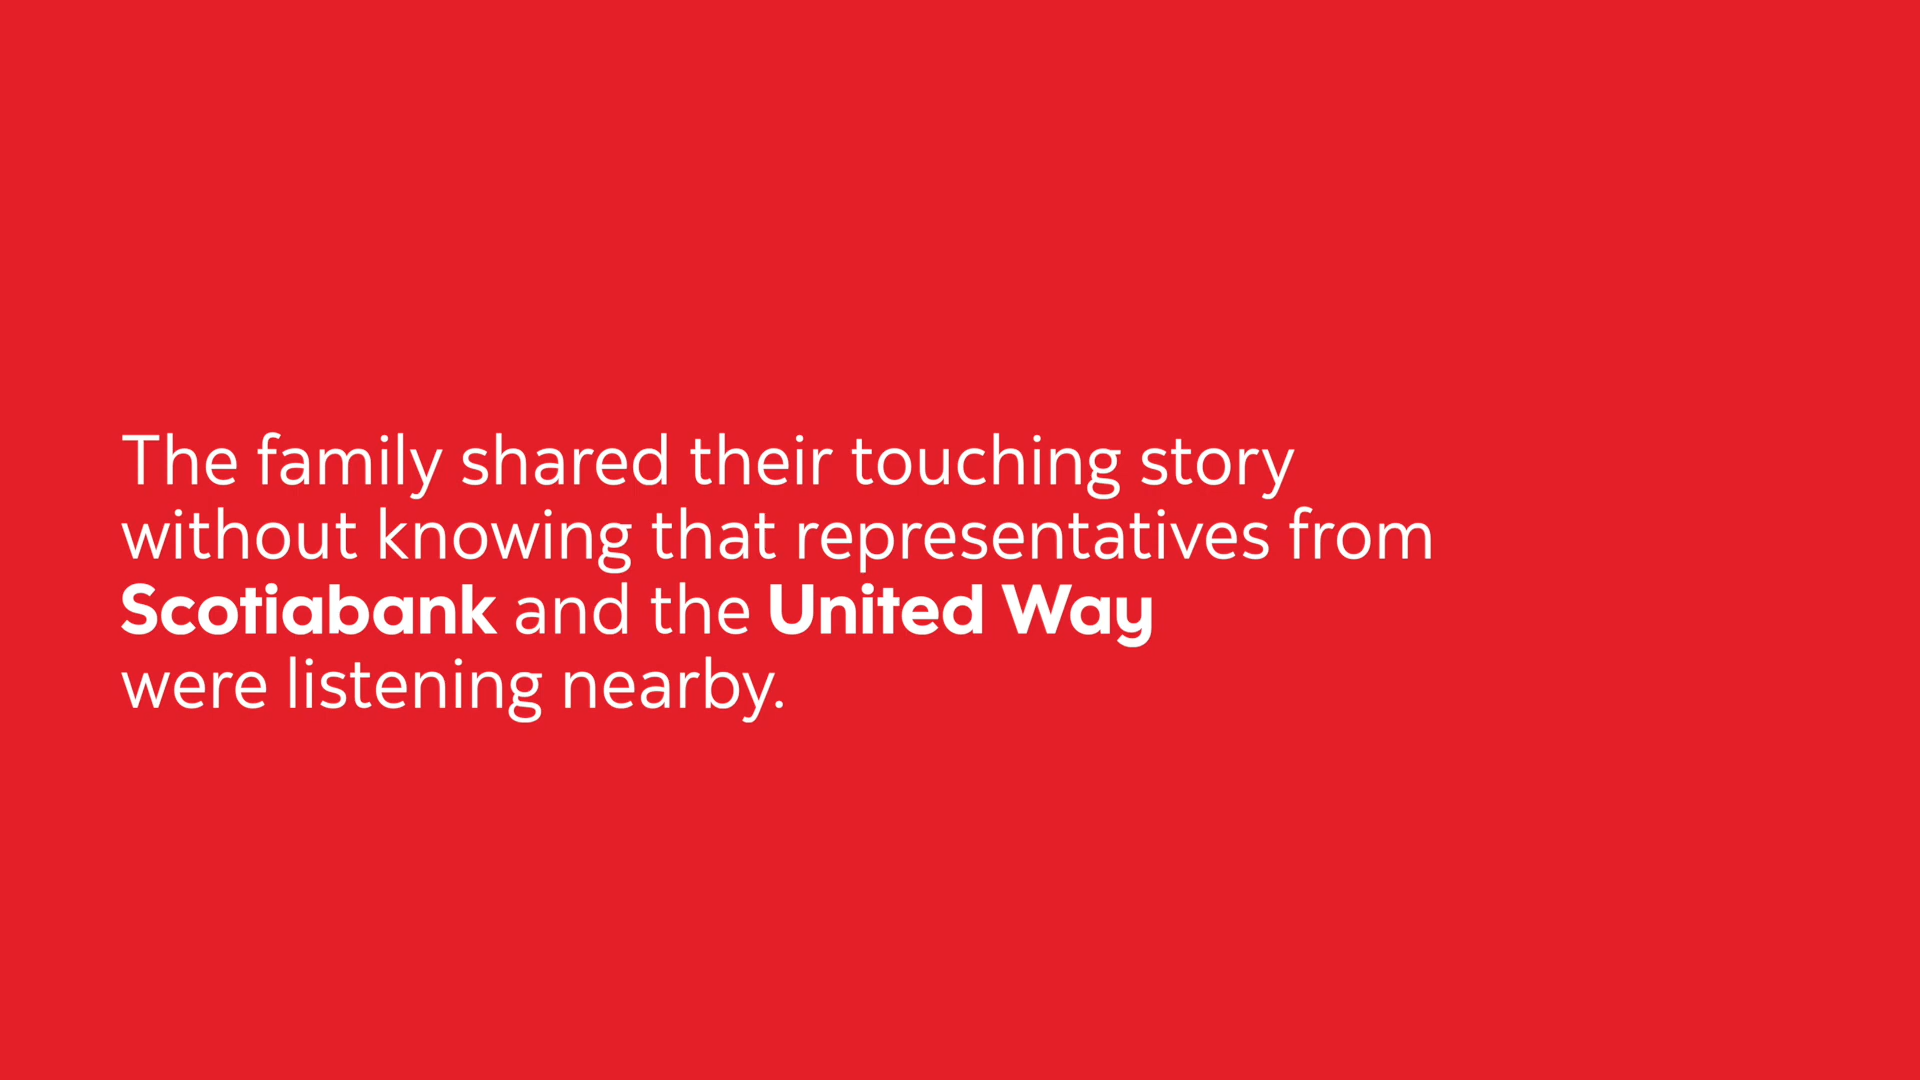 The family shared their touching story
without knowing that representatives from
Scotiabank and the United Way
were listening nearby.